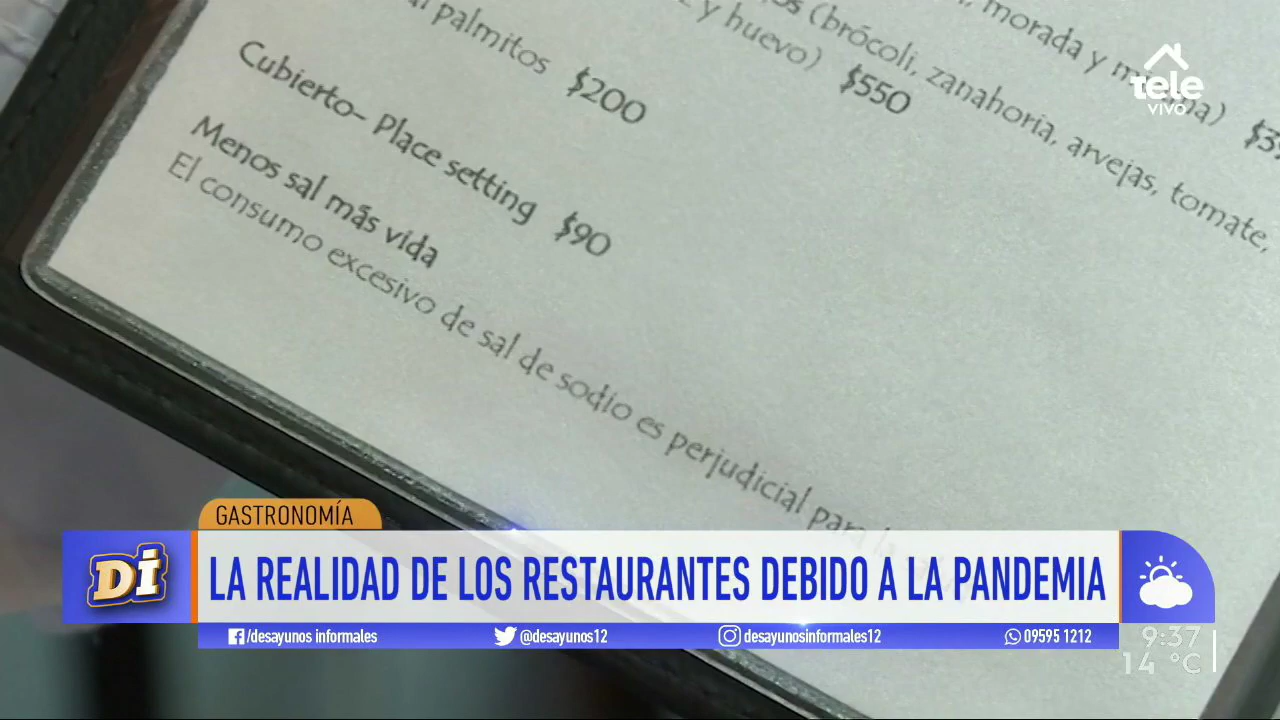 palmitos $200
y huevo) $550
(brócoli, zanahoria, arvejas, tomate,
morada y
Cubierto- Place setting $90
Menos sal más vida
El consumo excesivo de sal de sodio es perjudicial para la
tele
VIVO
GASTRONOMÍA
Di
LA REALIDAD DE LOS RESTAURANTES DEBIDO A LA PANDEMIA
/desayunos informales
@desayunos12
desayunosinformales12
09595 1212
9:37
14 °C